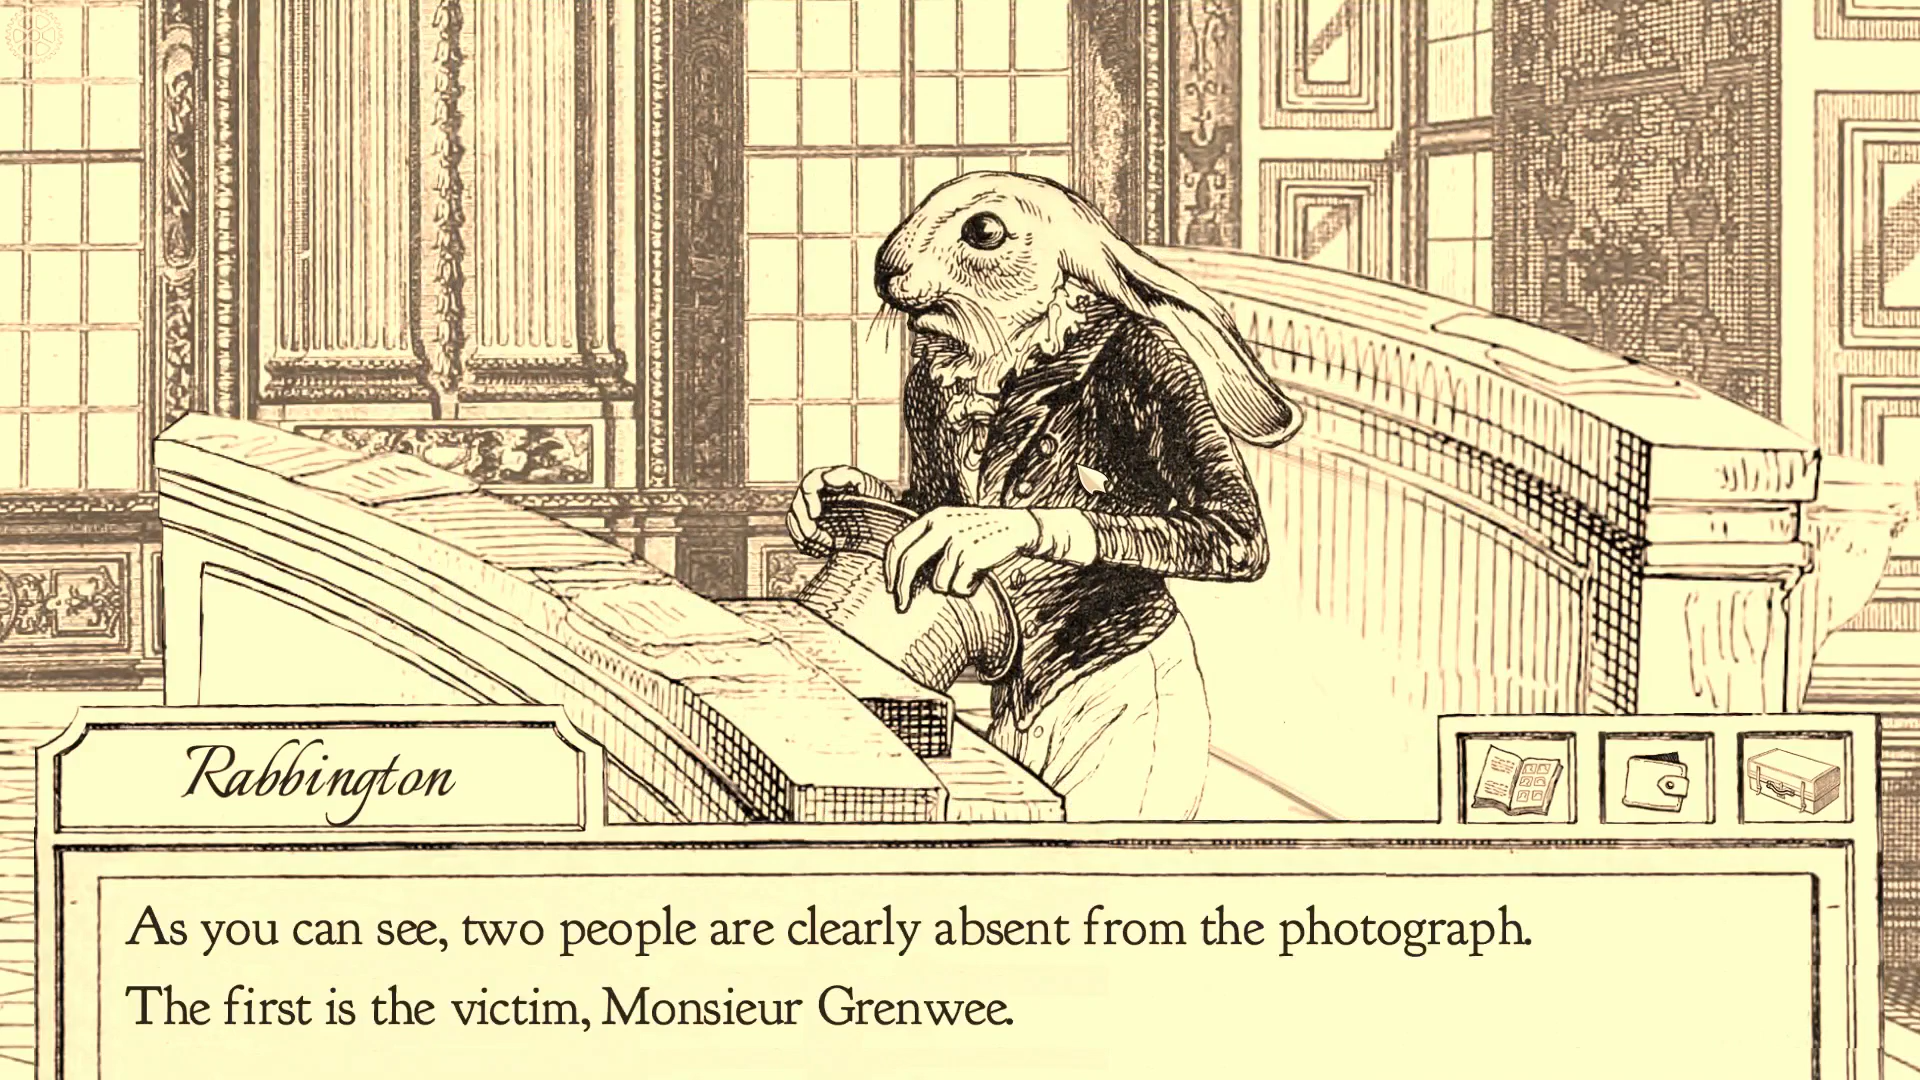 Rabbington
As you can see, two people are clearly absent from the photograph.
The first is the victim, Monsieur Grenwee.